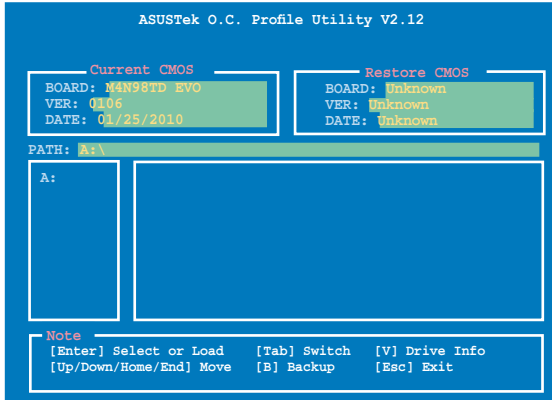 ASUSTek O.C. Profile Utility V2.12
Current CMOS
BOARD: M4N98TD EVO
VER: 0106
DATE: 01/25/2010
Restore CMOS
BOARD: Unknown
VER: Unknown
DATE: Unknown
PATH: A:\
A:
Note
[Enter] Select or Load [Tab] Switch [V] Drive Info
[Up/Down/Home/End] Move [B] Backup [Esc] Exit